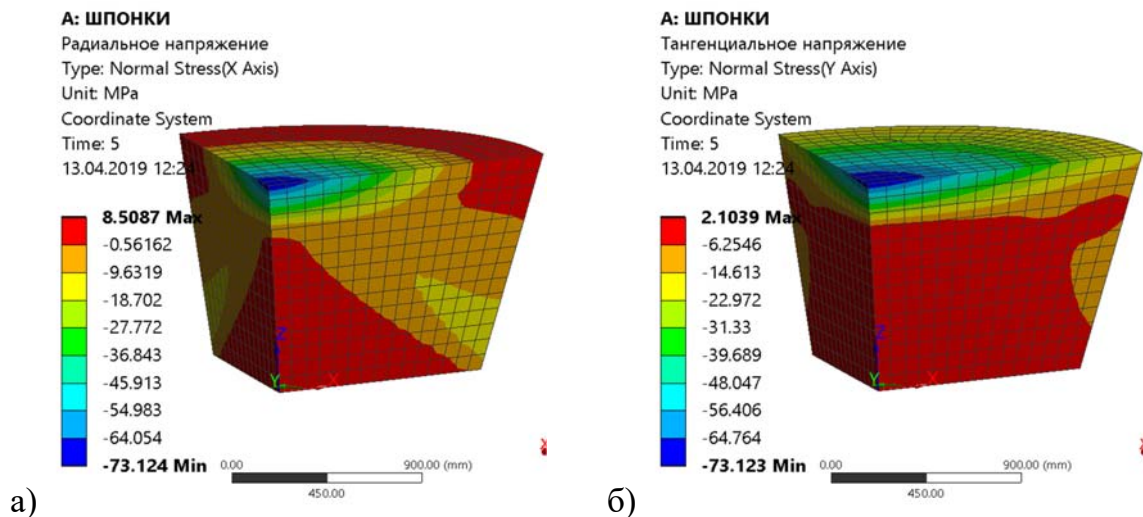 A: ШПОНКИ
Радиальное напряжение
Type: Normal Stress(X Axis)
Unit: MPa
Coordinate System
Time: 5
13.04.2019 12:24
8.5087 Max
-0.56162
-9.6319
-18.702
-27.772
-36.843
-45.913
-54.983
-64.054
-73.124 Min
Z
Y
X
X
0.00
900.00 (mm)
450.00
а)
A: ШПОНКИ
Тангенциальное напряжение
Type: Normal Stress(Y Axis)
Unit: MPa
Coordinate System
Time: 5
13.04.2019 12:24
2.1039 Max
-6.2546
-14.613
-22.972
-31.33
-39.689
-48.047
-56.406
-64.764
-73.123 Min
Z
Y
X
X
0.00
900.00 (mm)
450.00
б)